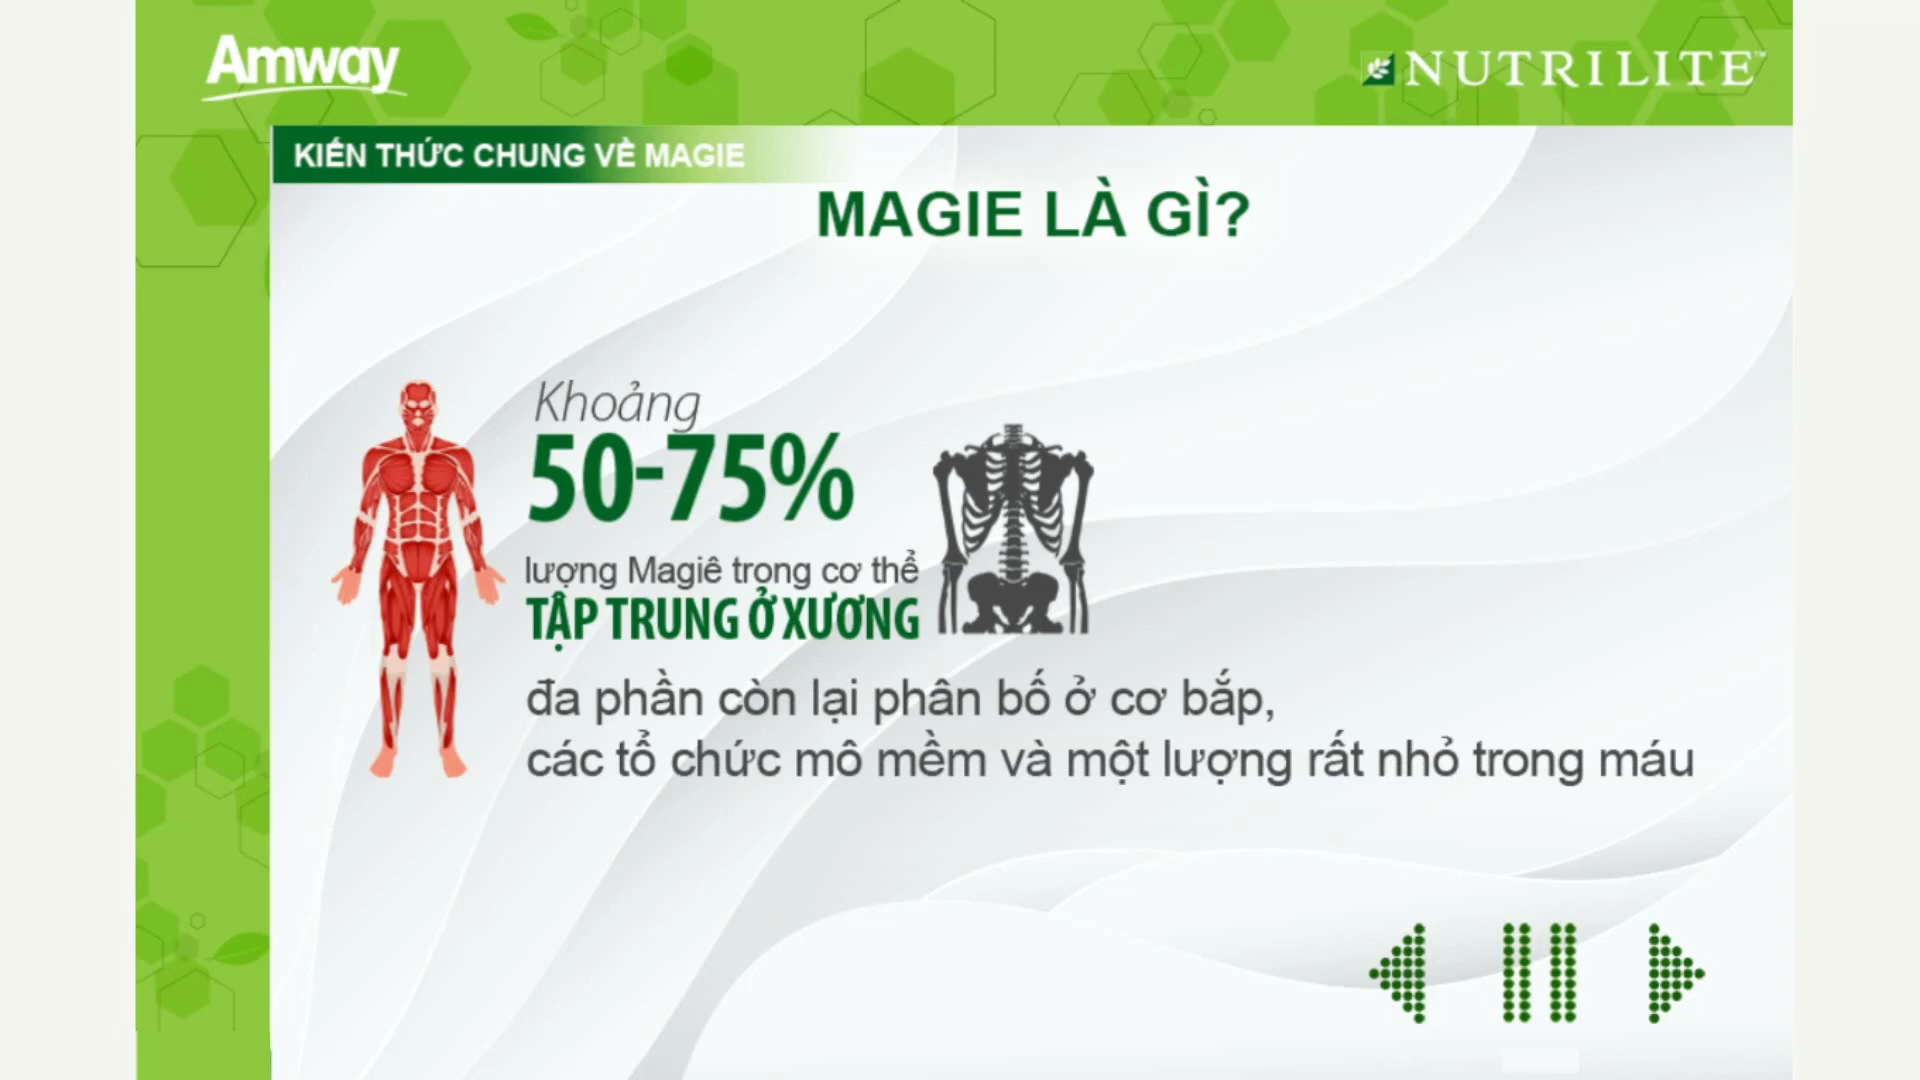 Amway
NUTRILITE™
KIẾN THỨC CHUNG VỀ MAGIE
MAGIE LÀ GÌ?
Khoảng
50-75%
lượng Magiê trong cơ thể
TẬP TRUNG Ở XƯƠNG
đa phần còn lại phân bố ở cơ bắp,
các tổ chức mô mềm và một lượng rất nhỏ trong máu